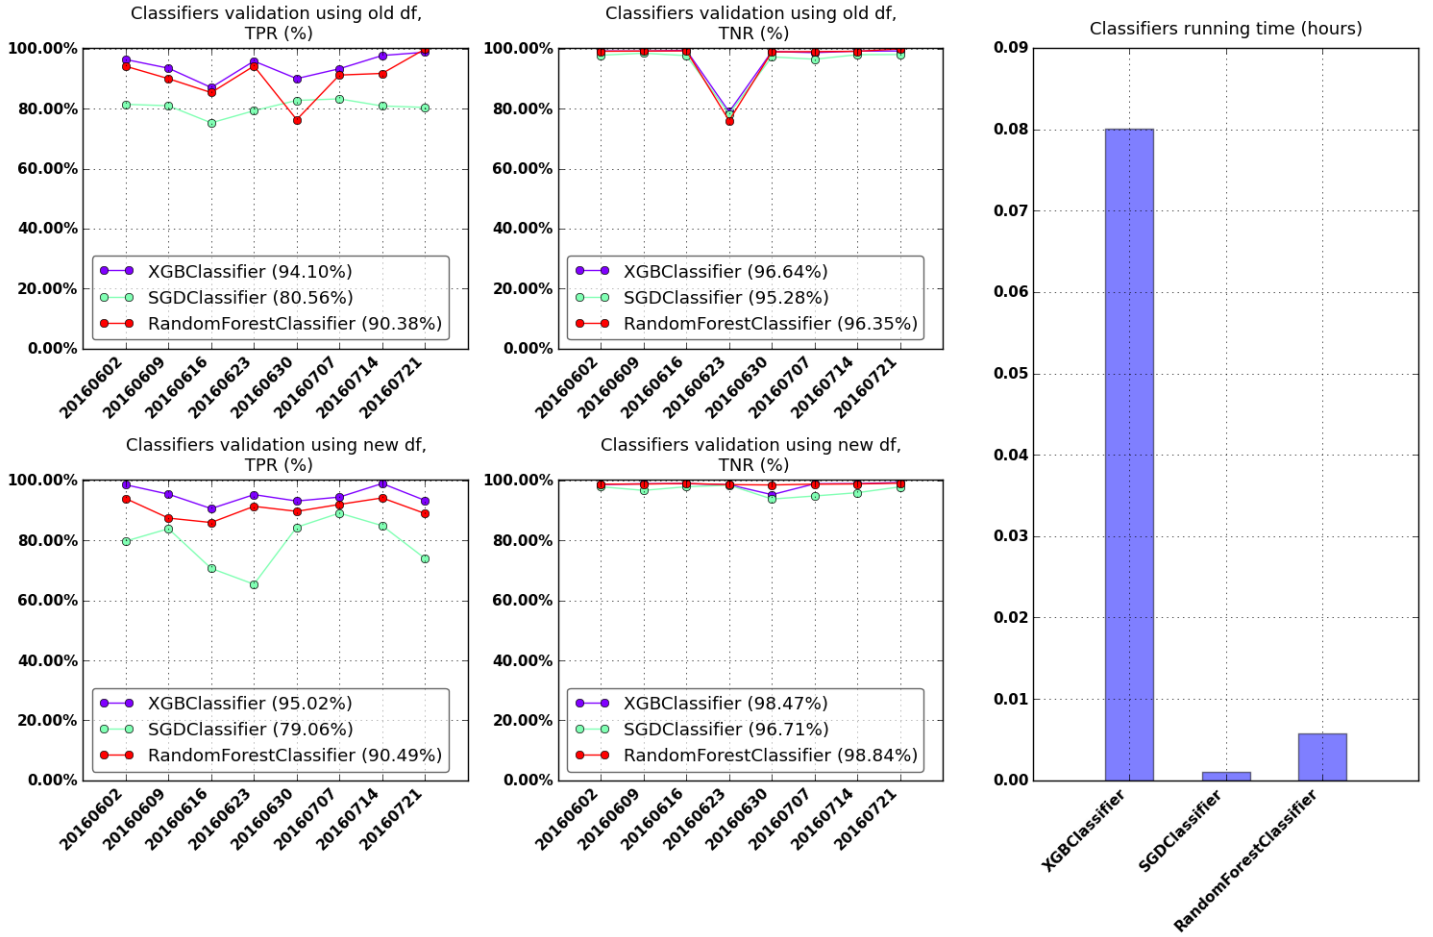 Classifiers validation using old df,
TPR (%)
100.00%
80.00%
60.00%
40.00%
20.00%
0.00%
XGBClassifier (94.10%)
SGDClassifier (80.56%)
RandomForestClassifier (90.38%)
20160602
20160609
20160616
20160623
20160630
20160707
20160714
20160721
Classifiers validation using old df,
TNR (%)
100.00%
80.00%
60.00%
40.00%
20.00%
0.00%
XGBClassifier (96.64%)
SGDClassifier (95.28%)
RandomForestClassifier (96.35%)
20160602
20160609
20160616
20160623
20160630
20160707
20160714
20160721
Classifiers validation using new df,
TPR (%)
100.00%
80.00%
60.00%
40.00%
20.00%
0.00%
XGBClassifier (95.02%)
SGDClassifier (79.06%)
RandomForestClassifier (90.49%)
20160602
20160609
20160616
20160623
20160630
20160707
20160714
20160721
Classifiers validation using new df,
TNR (%)
100.00%
80.00%
60.00%
40.00%
20.00%
0.00%
XGBClassifier (98.47%)
SGDClassifier (96.71%)
RandomForestClassifier (98.84%)
20160602
20160609
20160616
20160623
20160630
20160707
20160714
20160721
Classifiers running time (hours)
0.09
0.08
0.07
0.06
0.05
0.04
0.03
0.02
0.01
0.00
XGBClassifier
SGDClassifier
RandomForestClassifier